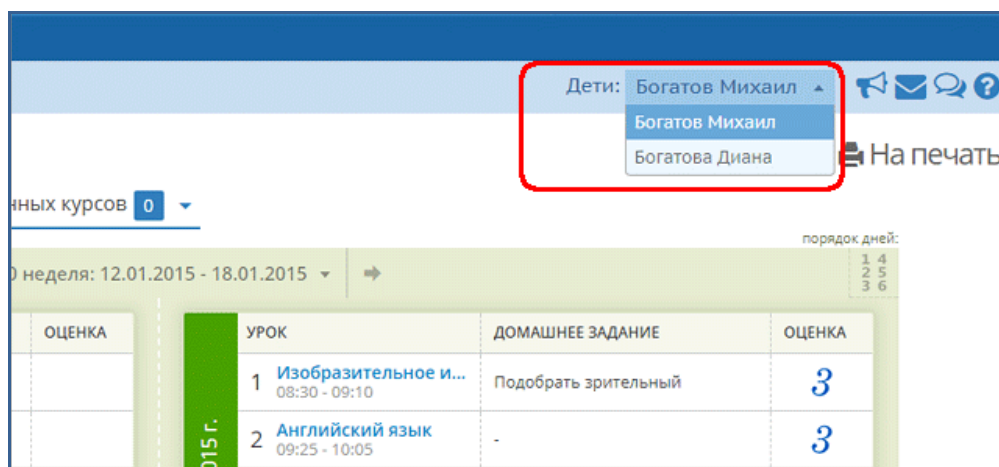 Дети: Богатов Михаил
Богатов Михаил
Богатова Диана
На печать
нных курсов 0
порядок дней:
0 неделя: 12.01.2015 - 18.01.2015
1 4
2 5
3 6
ОЦЕНКА
УРОК ДОМАШНЕЕ ЗАДАНИЕ ОЦЕНКА
1 Изобразительное и... Подобрать зрительный 3
08:30 - 09:10
2 Английский язык - 3
09:25 - 10:05
015 г.